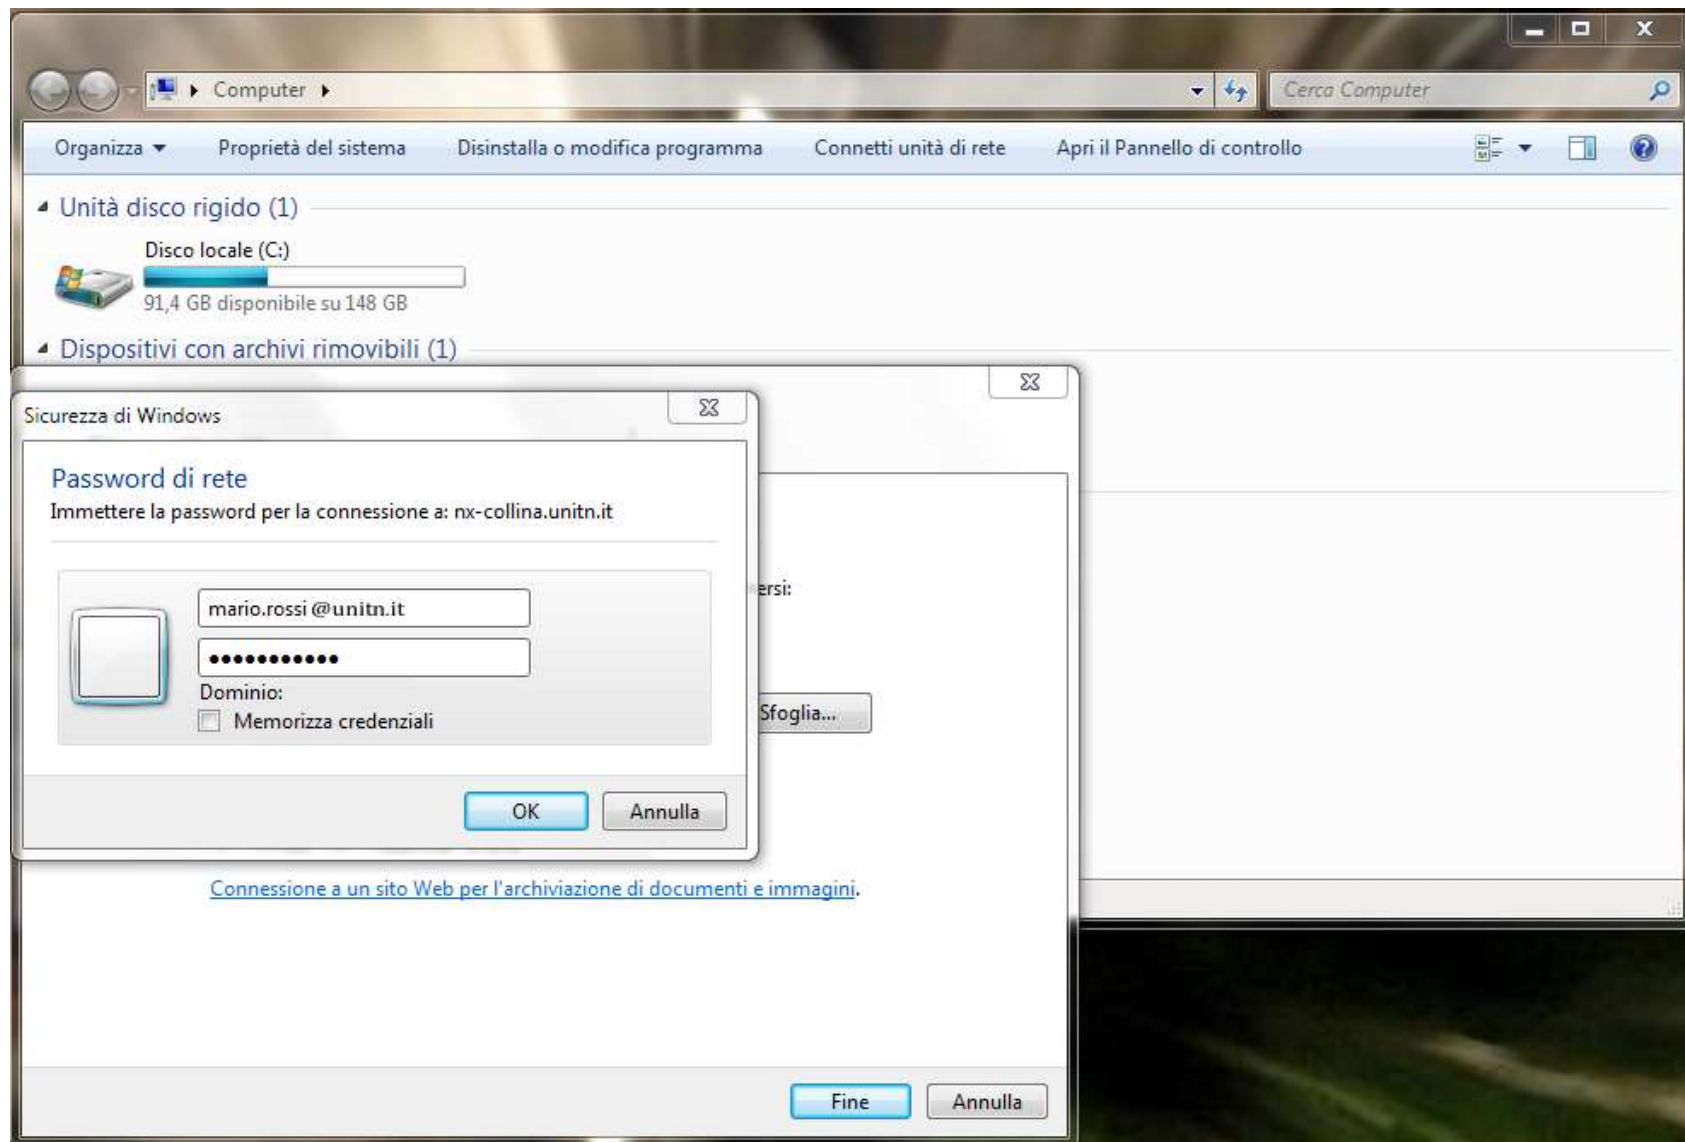 Computer
Cerca Computer
Organizza Proprietà del sistema Disinstalla o modifica programma Connetti unità di rete Apri il Pannello di controllo
Unità disco rigido (1)
Disco locale (C:)
91,4 GB disponibile su 148 GB
Dispositivi con archivi rimovibili (1)
Sicurezza di Windows
Password di rete
Immettere la password per la connessione a: nx-collina.unitn.it
ersi:
mario.rossi@unitn.it
●●●●●●●●●●●
Dominio:
Memorizza credenziali
Sfoglia...
OK Annulla
Connessione a un sito Web per l'archiviazione di documenti e immagini.
Fine Annulla